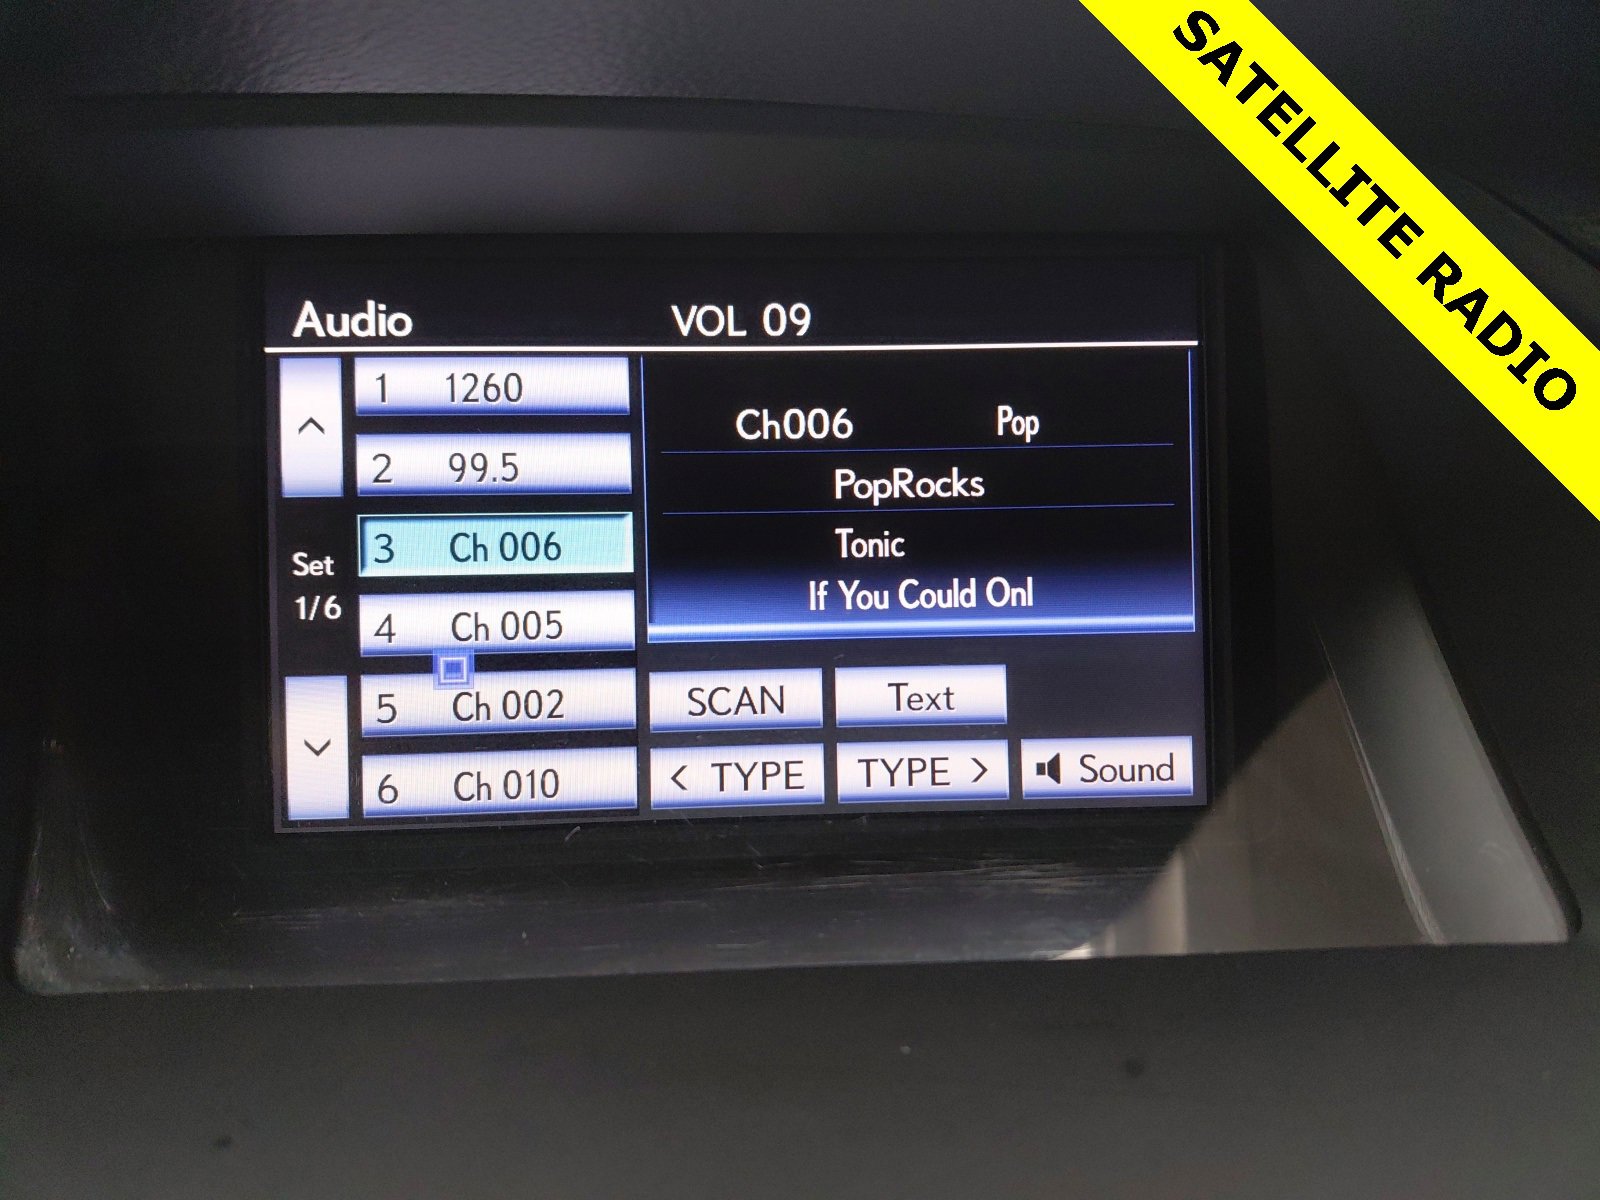 SATELLITE RADIO
Audio
VOL 09
1 1260
2 99.5
3 Ch 006
4 Ch 005
5 Ch 002
6 Ch 010
Set
1/6
Ch006 Pop
PopRocks
Tonic
If You Could Onl
SCAN
Text
< TYPE
TYPE >
Sound